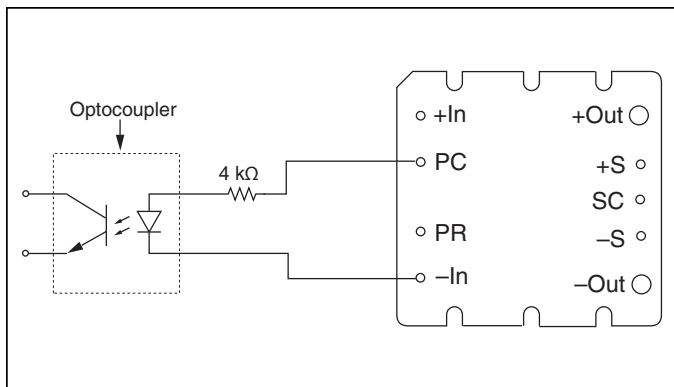 Optocoupler
4 kΩ
+In
PC
PR
–In
+Out
+S
SC
–S
–Out